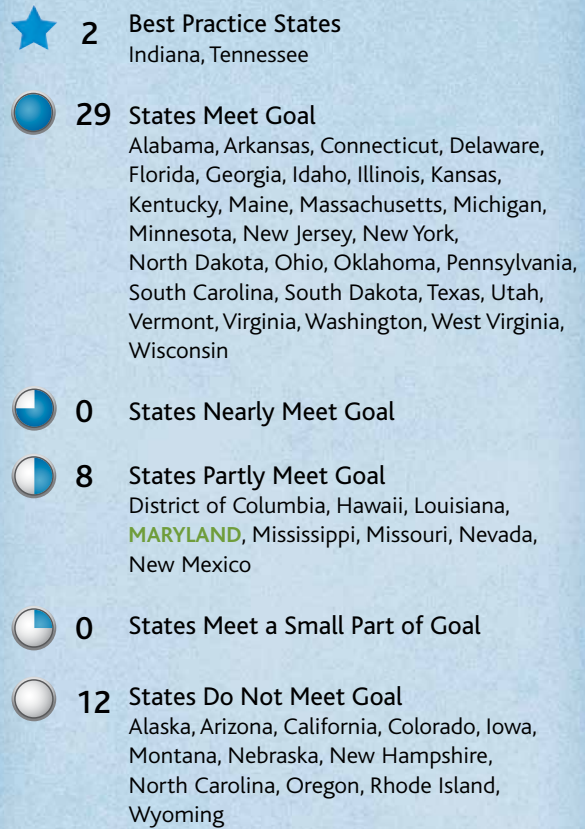 2 Best Practice States
Indiana, Tennessee
29 States Meet Goal
Alabama, Arkansas, Connecticut, Delaware,
Florida, Georgia, Idaho, Illinois, Kansas,
Kentucky, Maine, Massachusetts, Michigan,
Minnesota, New Jersey, New York,
North Dakota, Ohio, Oklahoma, Pennsylvania,
South Carolina, South Dakota, Texas, Utah,
Vermont, Virginia, Washington, West Virginia,
Wisconsin
0 States Nearly Meet Goal
8 States Partly Meet Goal
District of Columbia, Hawaii, Louisiana,
MARYLAND, Mississippi, Missouri, Nevada,
New Mexico
0 States Meet a Small Part of Goal
12 States Do Not Meet Goal
Alaska, Arizona, California, Colorado, Iowa,
Montana, Nebraska, New Hampshire,
North Carolina, Oregon, Rhode Island,
Wyoming